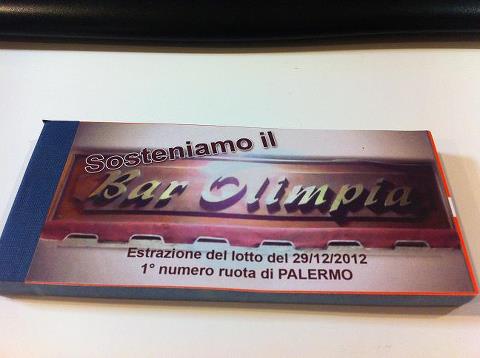 Sosteniamo il
Bar Olimpia
Estrazione del lotto del 29/12/2012
1° numero ruota di PALERMO